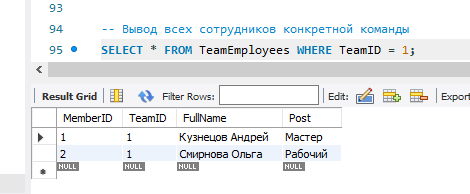 93
94 -- Вывод всех сотрудников конкретной команды
95 SELECT * FROM TeamEmployees WHERE TeamID = 1;
Result Grid Filter Rows: Edit: Export
MemberID TeamID FullName Post
1 1 Кузнецов Андрей Мастер
2 1 Смирнова Ольга Рабочий
NULL NULL NULL NULL